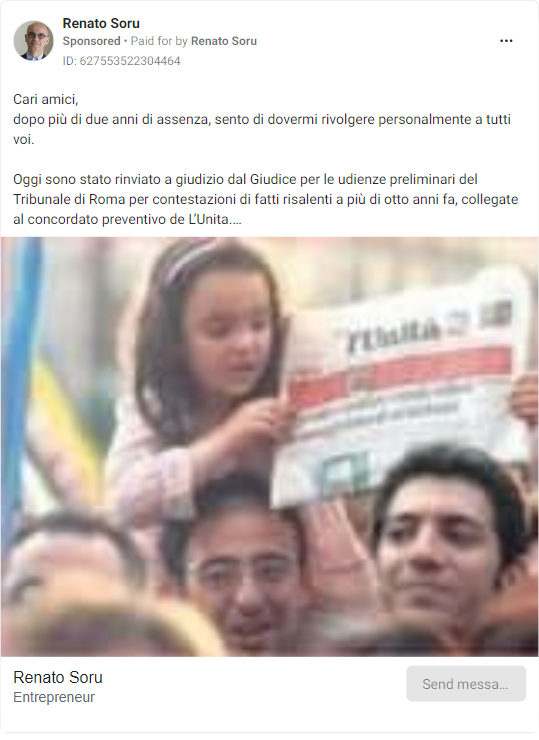 Renato Soru
Sponsored • Paid for by Renato Soru
ID: 627553522304464
Cari amici,
dopo più di due anni di assenza, sento di dovermi rivolgere personalmente a tutti
voi.
Oggi sono stato rinviato a giudizio dal Giudice per le udienze preliminari del
Tribunale di Roma per contestazioni di fatti risalenti a più di otto anni fa, collegate
al concordato preventivo de L’Unita....
l'Unità
Renato Soru
Entrepreneur
Send messa...